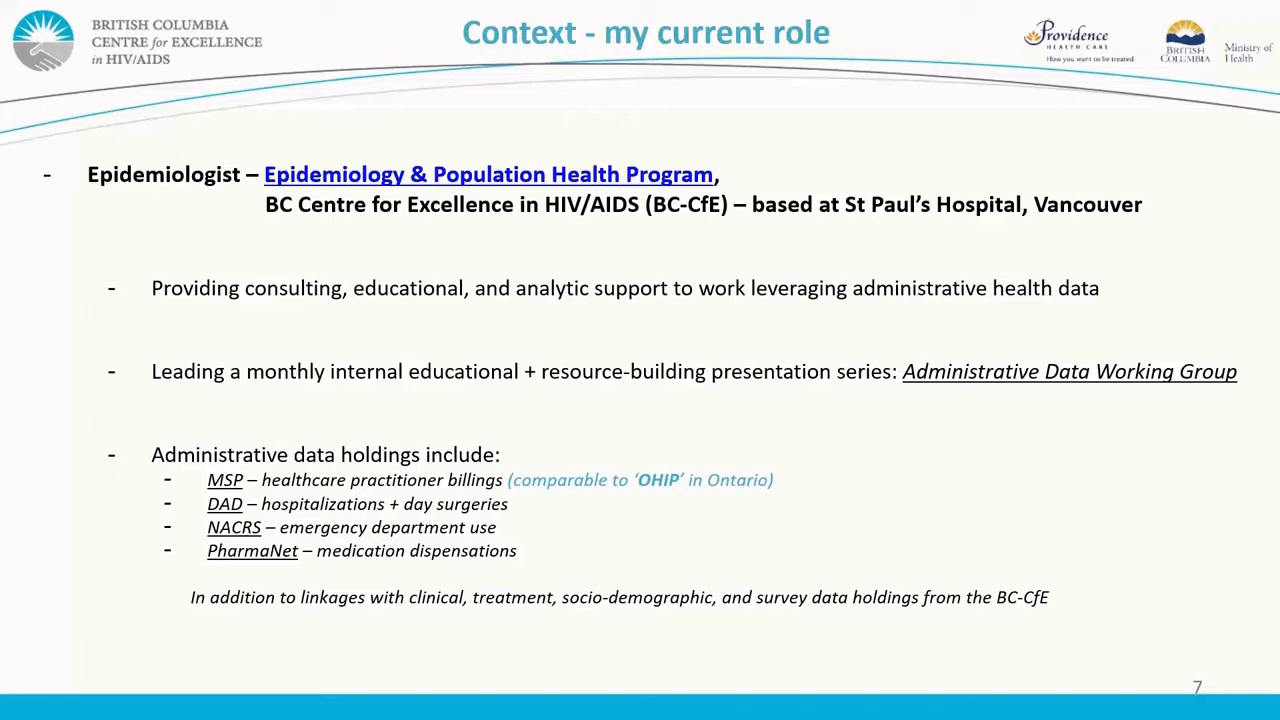 BRITISH COLUMBIA
CENTRE for EXCELLENCE
in HIV/AIDS
Context - my current role
Providence
HEALTH CARE
How you want to be treated.
BRITISH
COLUMBIA
Ministry of
Health
- Epidemiologist – Epidemiology & Population Health Program,
BC Centre for Excellence in HIV/AIDS (BC-CfE) – based at St Paul’s Hospital, Vancouver
- Providing consulting, educational, and analytic support to work leveraging administrative health data
- Leading a monthly internal educational + resource-building presentation series: Administrative Data Working Group
- Administrative data holdings include:
- MSP – healthcare practitioner billings (comparable to ‘OHIP’ in Ontario)
- DAD – hospitalizations + day surgeries
- NACRS – emergency department use
- PharmaNet – medication dispensations
In addition to linkages with clinical, treatment, socio-demographic, and survey data holdings from the BC-CfE
7